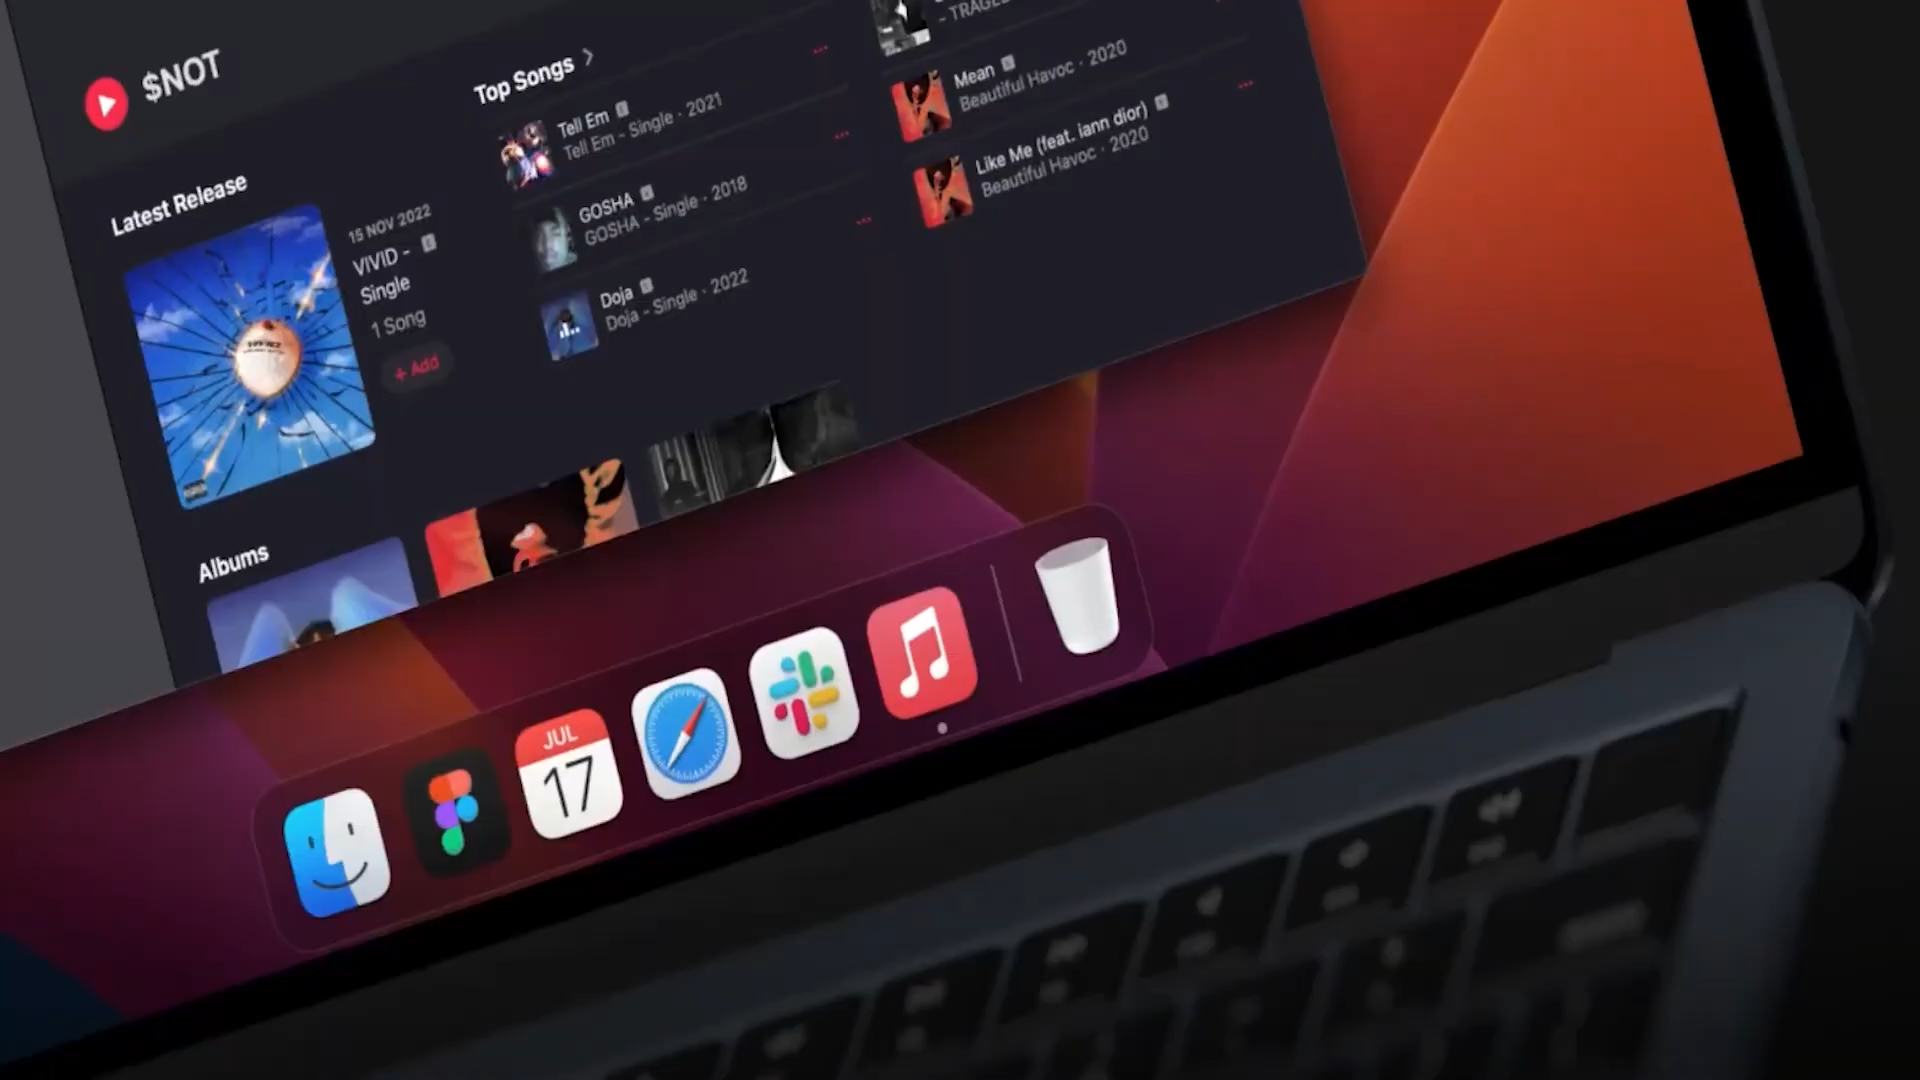 $NOT
Latest Release
15 NOV 2022
VIVID -
Single
1 Song
+ Add
Top Songs
Tell Em
Tell Em - Single · 2021
GOSHA
GOSHA - Single · 2018
Doja
Doja - Single · 2022
Mean
Beautiful Havoc · 2020
Like Me (feat. iann dior)
Beautiful Havoc · 2020
Albums
JUL
17